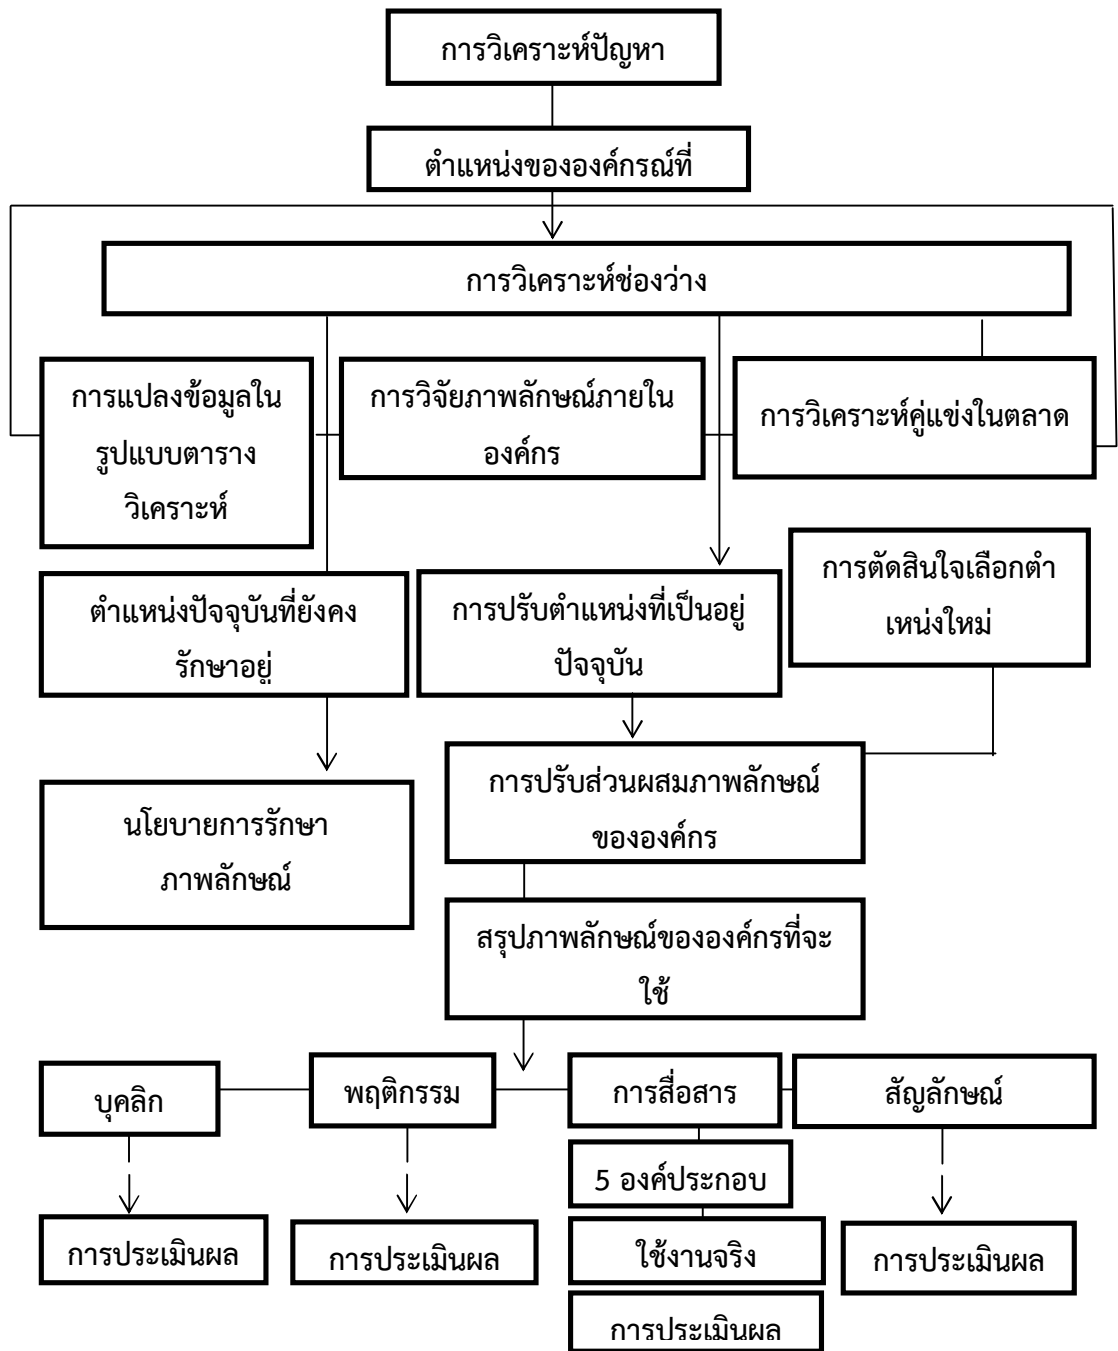 การวิเคราะห์ปัญหา
ตำแหน่งขององค์กรณ์ที่
การวิเคราะห์ช่องว่าง
การแปลงข้อมูลใน
รูปแบบตาราง
วิเคราะห์
การวิจัยภาพลักษณ์ภายใน
องค์กร
การวิเคราะห์คู่แข่งในตลาด
ตำแหน่งปัจจุบันที่ยังคง
รักษาอยู่
การปรับตำแหน่งที่เป็นอยู่
ปัจจุบัน
การตัดสินใจเลือกตำ
เหน่งใหม่
นโยบายการรักษา
ภาพลักษณ์
การปรับส่วนผสมภาพลักษณ์
ขององค์กร
สรุปภาพลักษณ์ขององค์กรที่จะ
ใช้
บุคลิก
พฤติกรรม
การสื่อสาร
สัญลักษณ์
5 องค์ประกอบ
การประเมินผล
การประเมินผล
ใช้งานจริง
การประเมินผล
การประเมินผล